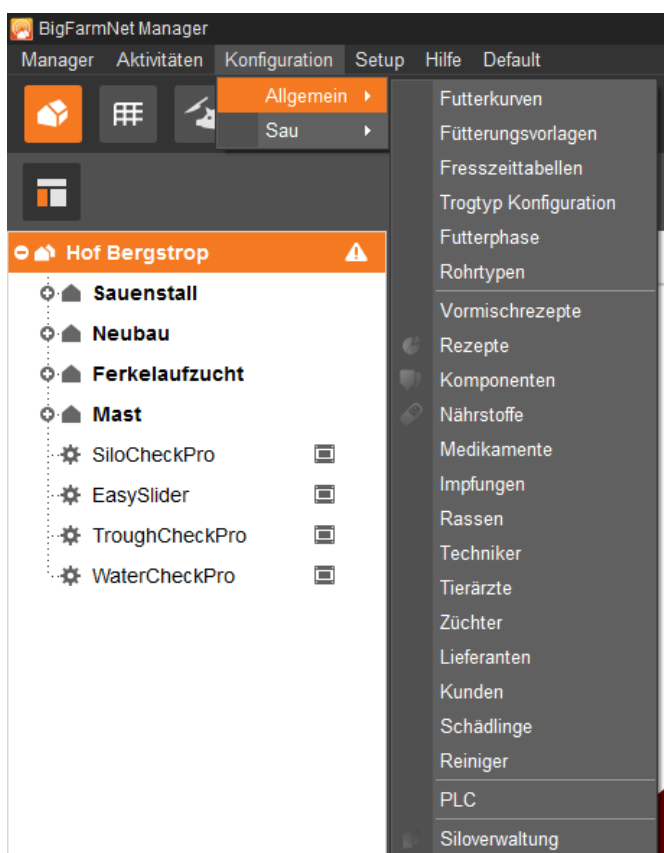 BigFarmNet Manager
Manager Aktivitäten Konfiguration Setup Hilfe Default
Allgemein
Sau
Futterkurven
Fütterungsvorlagen
Fresszeittabellen
Trogtyp Konfiguration
Futterphase
Rohrtypen
Vormischrezepte
Rezepte
Komponenten
Nährstoffe
Medikamente
Impfungen
Rassen
Techniker
Tierärzte
Züchter
Lieferanten
Kunden
Schädlinge
Reiniger
PLC
Siloverwaltung
Hof Bergstrop
Sauenstall
Neubau
Ferkelaufzucht
Mast
SiloCheckPro
EasySlider
TroughCheckPro
WaterCheckPro